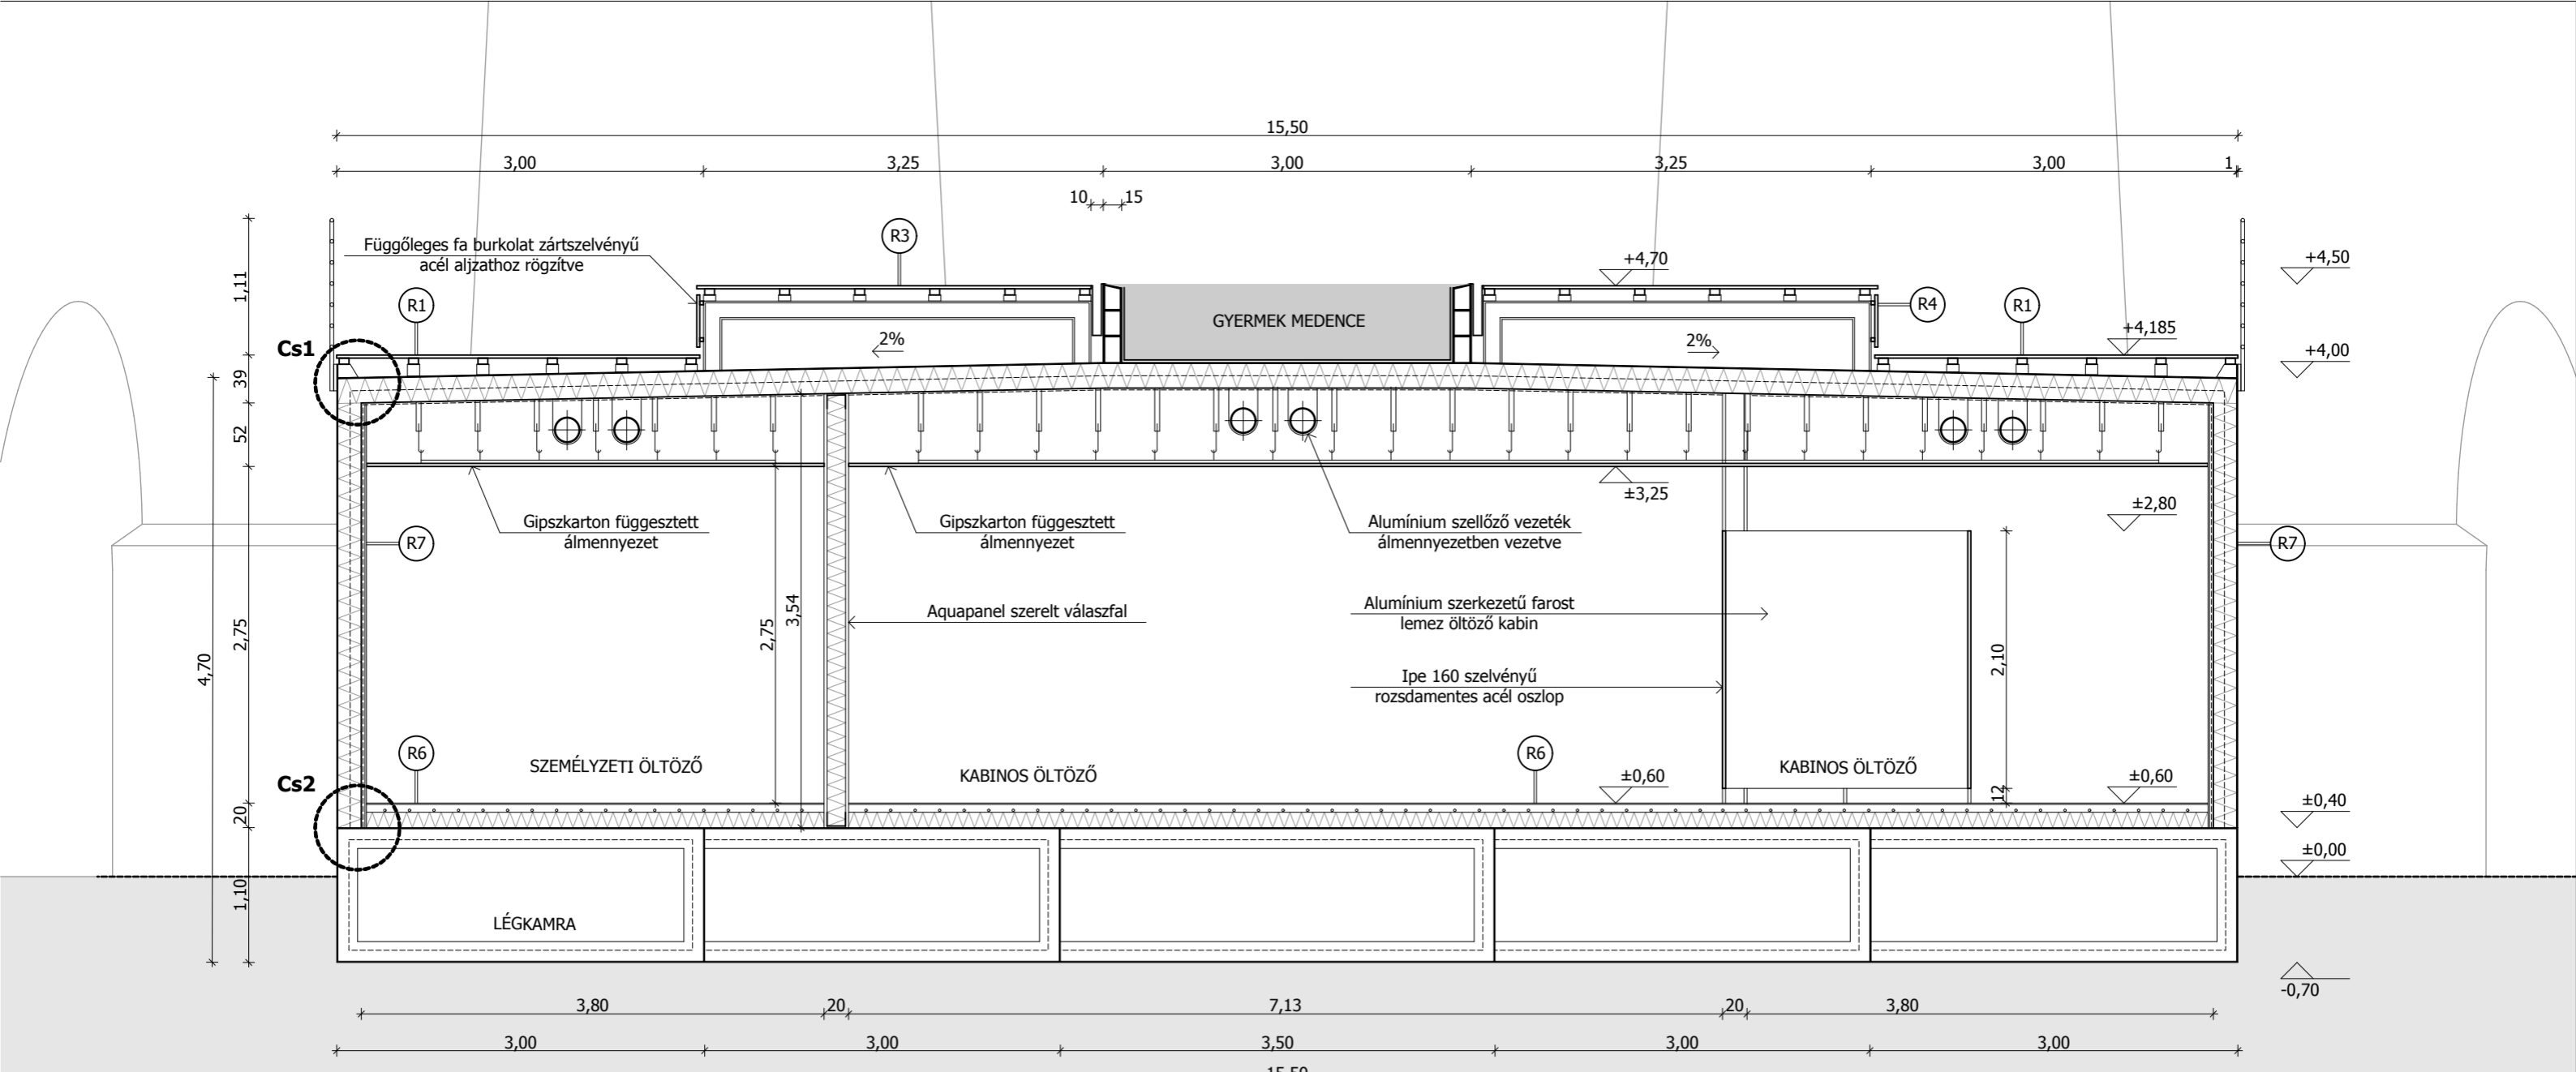 15,50
3,00
3,25
3,00
3,25
3,00
1
10
15
R3
Függőleges fa burkolat zártszelvényű
acél aljzathoz rögzítve
+4,70
+4,50
1,11
R1
R4
R1
GYERMEK MEDENCE
+4,185
2%
2%
Cs1
+4,00
39
52
±3,25
±2,80
Gipszkarton függesztett
álmennyezet
Gipszkarton függesztett
álmennyezet
Alumínium szellőző vezeték
álmennyezetben vezetve
R7
R7
3,54
Aquapanel szerelt válaszfal
Alumínium szerkezetű farost
lemez öltöző kabin
2,75
2,75
4,70
2,10
Ipe 160 szelvényű
rozsdamentes acél oszlop
R6
R6
SZEMÉLYZETI ÖLTÖZŐ
KABINOS ÖLTÖZŐ
KABINOS ÖLTÖZŐ
±0,60
±0,60
Cs2
12
20
±0,40
±0,00
1,10
LÉGKAMRA
-0,70
3,80
20
7,13
20
3,80
3,00
3,00
3,50
3,00
3,00
15,50